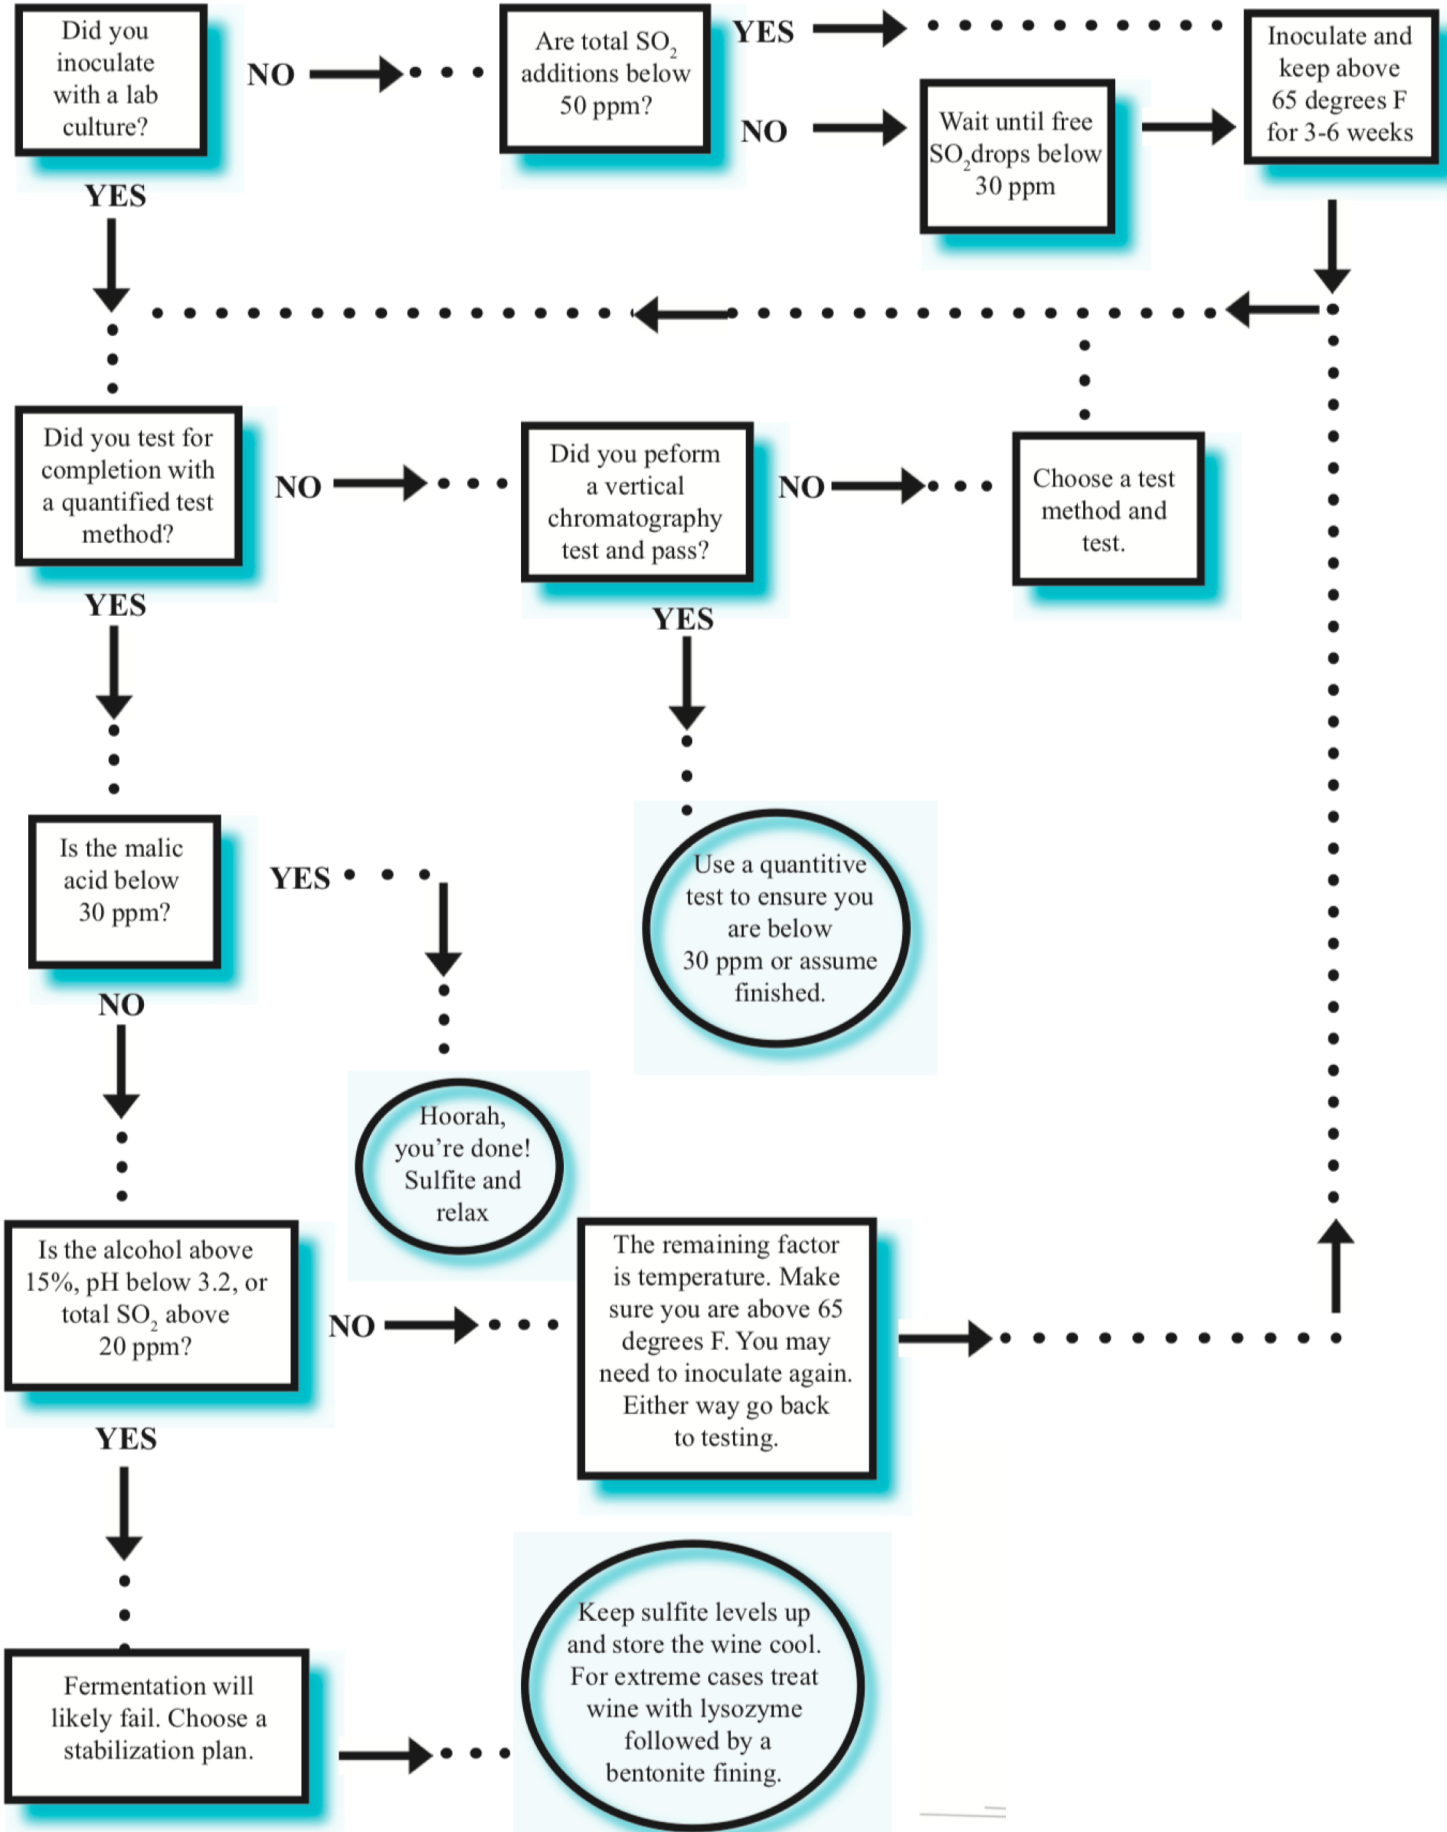 Did you
inoculate
with a lab
culture?
NO
Are total SO₂
additions below
50 ppm?
YES
NO
Wait until free
SO₂drops below
30 ppm
Inoculate and
keep above
65 degrees F
for 3-6 weeks
YES
Did you test for
completion with
a quantified test
method?
NO
Did you peform
a vertical
chromatography
test and pass?
NO
Choose a test
method and
test.
YES
YES
Is the malic
acid below
30 ppm?
YES
Use a quantitive
test to ensure you
are below
30 ppm or assume
finished.
NO
Hoorah,
you’re done!
Sulfite and
relax
Is the alcohol above
15%, pH below 3.2, or
total SO₂ above
20 ppm?
NO
The remaining factor
is temperature. Make
sure you are above 65
degrees F. You may
need to inoculate again.
Either way go back
to testing.
YES
Fermentation will
likely fail. Choose a
stabilization plan.
Keep sulfite levels up
and store the wine cool.
For extreme cases treat
wine with lysozyme
followed by a
bentonite fining.